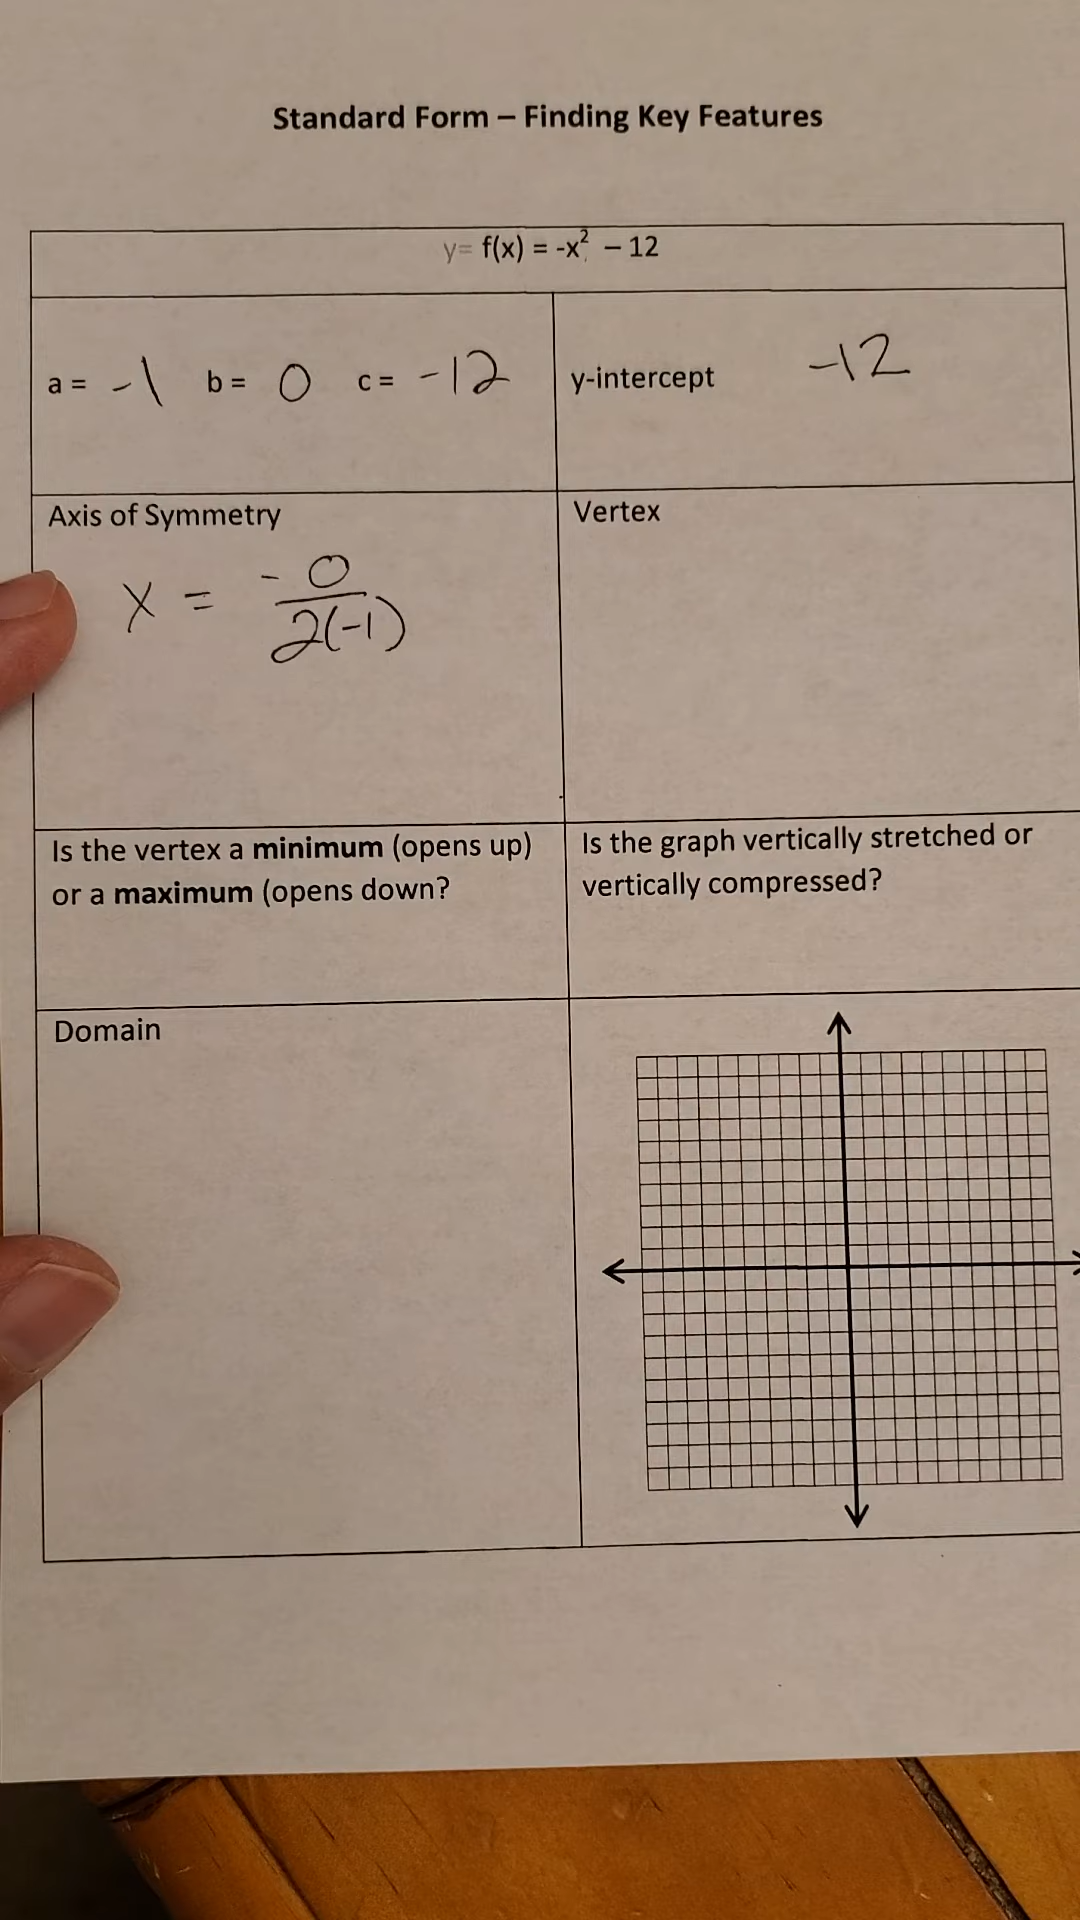 Standard Form – Finding Key Features
y= f(x) = -x² – 12
a = -1 b = 0 c = -12
y-intercept -12
Axis of Symmetry
x = -0/2(-1)
Vertex
Is the vertex a minimum (opens up)
or a maximum (opens down?
Is the graph vertically stretched or
vertically compressed?
Domain